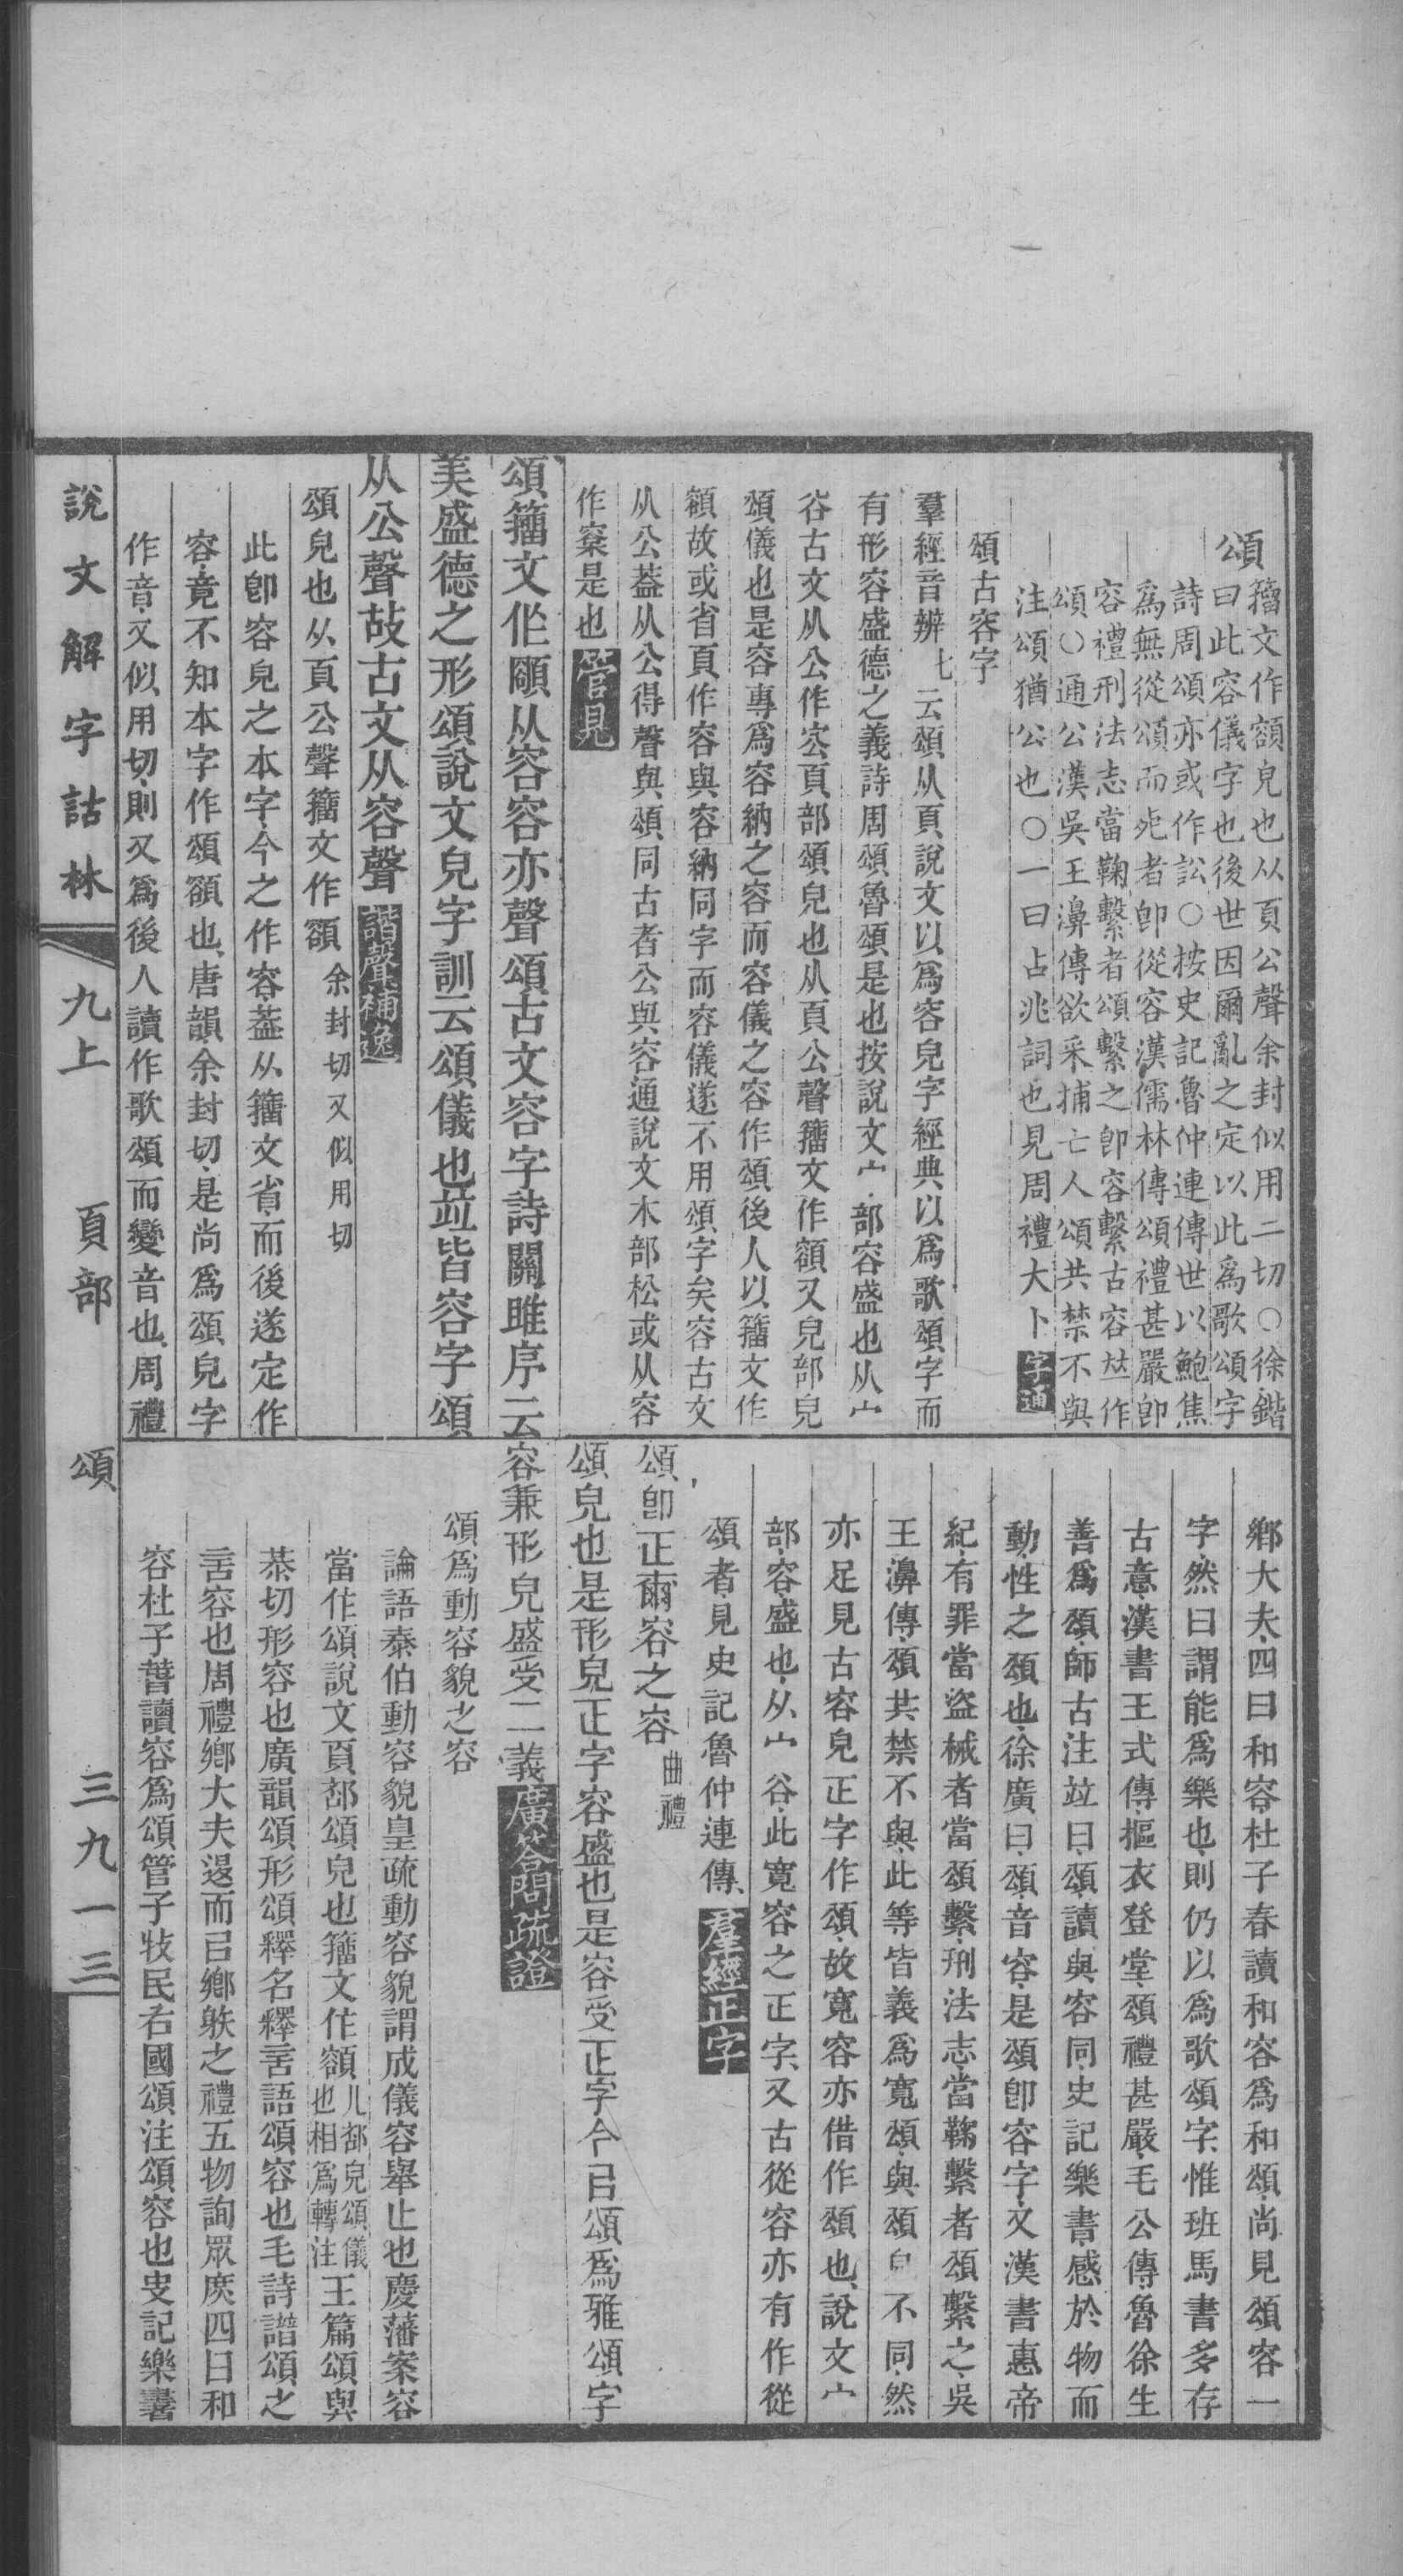 頌
籒文作額皃也从頁公聲余封似用二切○徐鍇
曰此容儀字也後世因爾亂之定以此爲歌頌字
詩周頌亦或作訟○按史記魯仲連傳世以鮑焦
爲無從頌而死者卽從容漢儒林傳頌禮甚嚴卽
容禮刑法志當鞠繫者頌繫之卽容繫古容𠀤作
頌○通公漢吳王濞傳欲采捕亡人頌共禁不與
注頌猶公也○一曰占兆詞也見周禮大卜字通
頌古容字
羣經音辨七云頌从頁說文以爲容皃字經典以爲歌頌字而
有形容盛德之義詩周頌魯頌是也按說文宀部容盛也从宀
谷古文从公作㝐頁部頌皃也从頁公聲籒文作額又皃部皃
頌儀也是容專爲容納之容而容儀之容作頌後人以籒文作
額故或省頁作容與容納同字而容儀遂不用頌字矣容古文
从公葢从公得聲與頌同古者公與容通說文木部松或从容
作㮤是也管見
頌籒文作額从容容亦聲頌古文容字詩關雎序云
美盛德之形頌說文皃字訓云頌儀也竝皆容字頌
从公聲故古文从容聲諧聲補逸
頌皃也从頁公聲籒文作額余封切又似用切
此卽容皃之本字今之作容葢从籒文省而後遂定作
容竟不知本字作頌額也唐韻余封切是尚爲頌皃字
作音又似用切則又爲後人讀作歌頌而變音也周禮
鄉大夫四曰和容杜子春讀和容爲和頌尚見頌容一
字然曰謂能爲樂也則仍以爲歌頌字惟班馬書多存
古意漢書王式傳摳衣登堂頌禮甚嚴毛公傳魯徐生
善爲頌師古注竝曰頌讀與容同史記樂書感於物而
動性之頌也徐廣曰頌音容是頌卽容字又漢書惠帝
紀有罪當盜械者當頌繫刑法志當鞠繫者頌繫之吳
王濞傳頌共禁不與此等皆義爲寬頌與頌皃不同然
亦足見古容皃正字作頌故寬容亦借作頌也說文宀
部容盛也从宀谷此寬容之正字又古從容亦有作從
頌者見史記魯仲連傳羣經正字
頌卽正爾容之容曲禮
頌皃也是形皃正字容盛也是容受正字今㠯頌爲雅頌字
容兼形皃盛受二義廣答問疏證
頌爲動容貌之容
論語泰伯動容貌皇疏動容貌謂成儀容舉止也慶藩案容
當作頌說文頁部頌皃也籒文作額儿部皃頌儀也相爲轉注王篇頌與
恭切形容也廣韻頌形頌釋名釋言語頌容也毛詩譜頌之
言容也周禮鄉大夫退而㠯鄉躲之禮五物詢眾庶四曰和
容杜子萅讀容爲頌管子牧民右國頌注頌容也史記樂書
說文解字詁林
九上
頁部
頌
三九一三